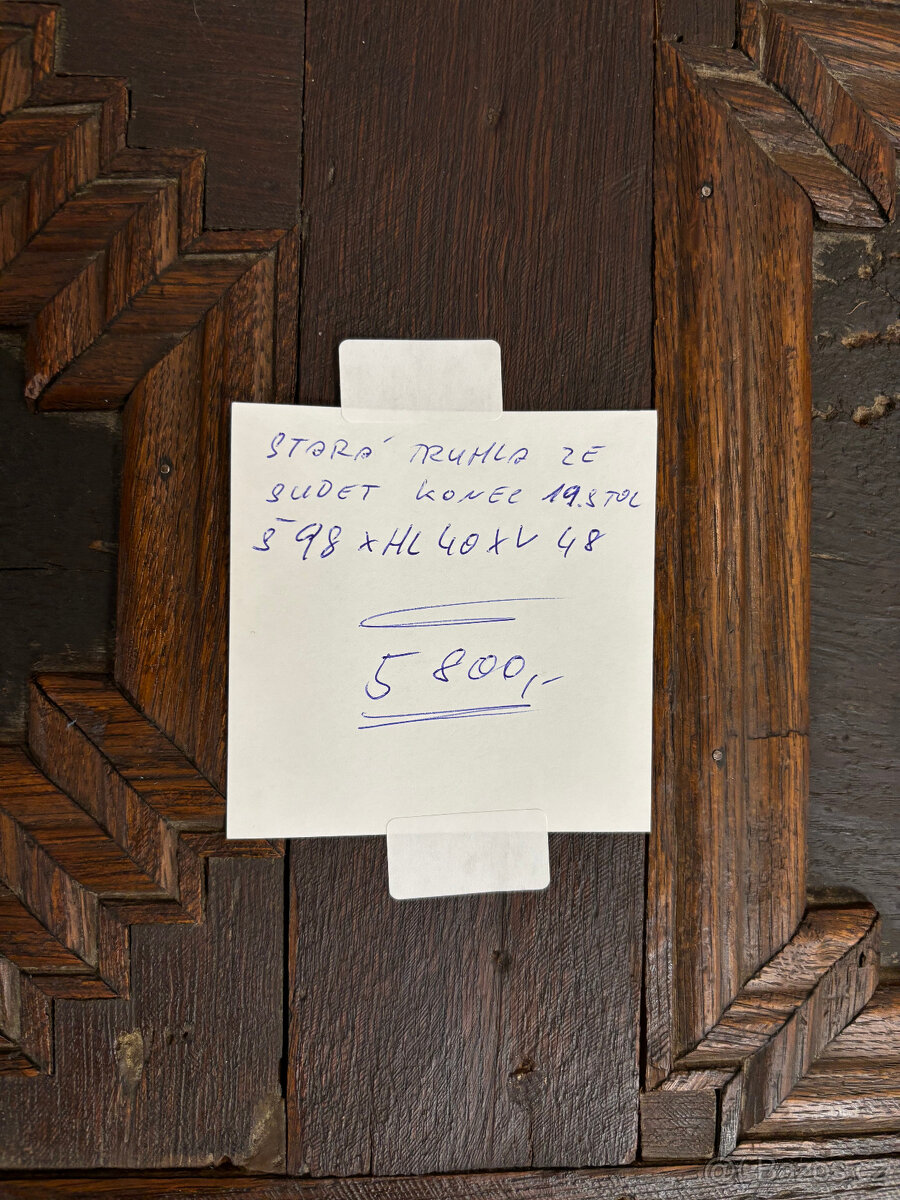 STARÁ TRUHLA ZE
SUDET KONEC 19.STOL
Š 98 x HL 40 X V 48
5 800,-